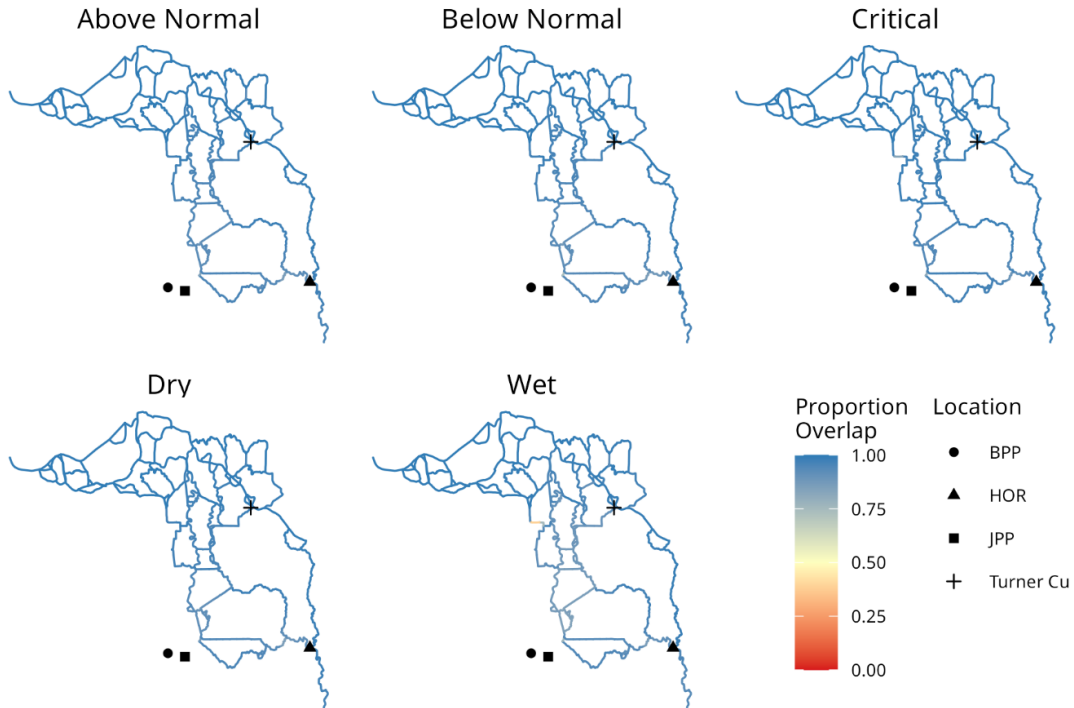 Above Normal
Below Normal
Critical
Dry
Wet
Proportion
Overlap
1.00
0.75
0.50
0.25
0.00
Location
BPP
HOR
JPP
Turner Cu